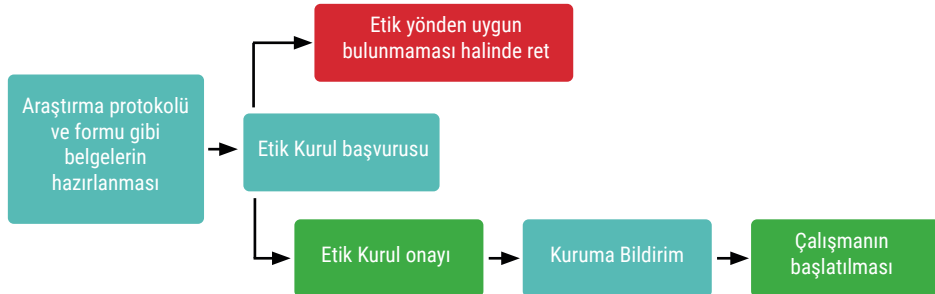 Etik yönden uygun
bulunmaması halinde ret
Araştırma protokolü
ve formu gibi
belgelerin
hazırlanması
Etik Kurul başvurusu
Etik Kurul onayı
Kuruma Bildirim
Çalışmanın
başlatılması